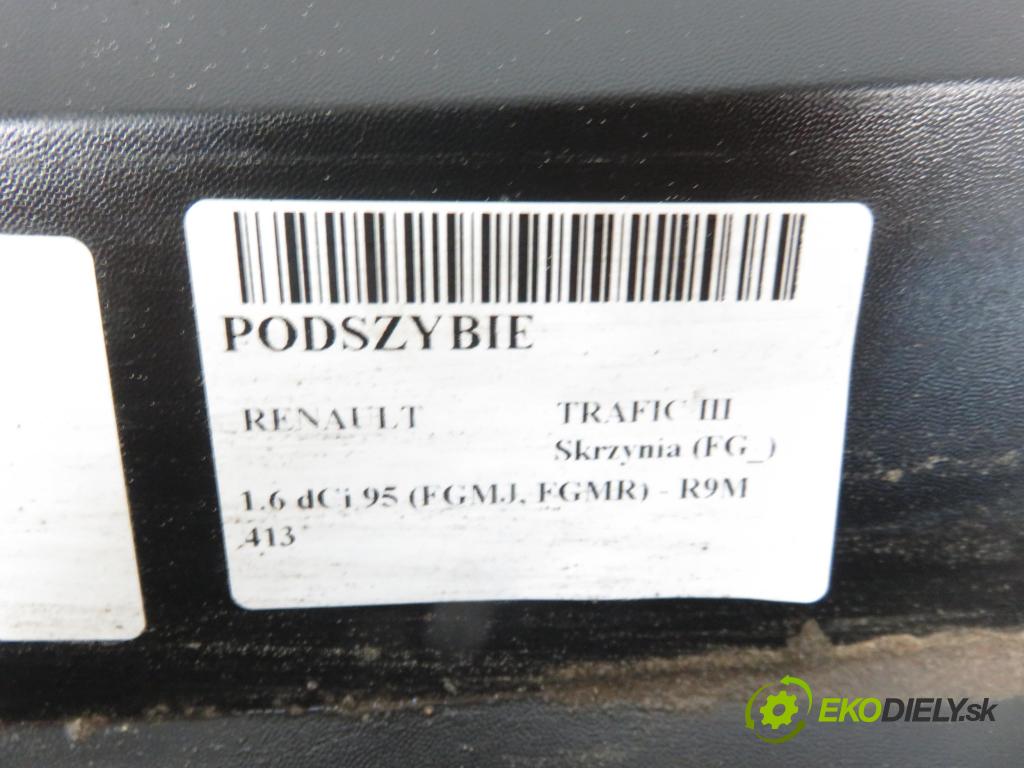 PODSZYBIE
RENAULT
TRAFIC III
Skrzynia (FG_)
1.6 dCi 95 (FGMJ, FGMR) - R9M
413
EKODIELY.sk